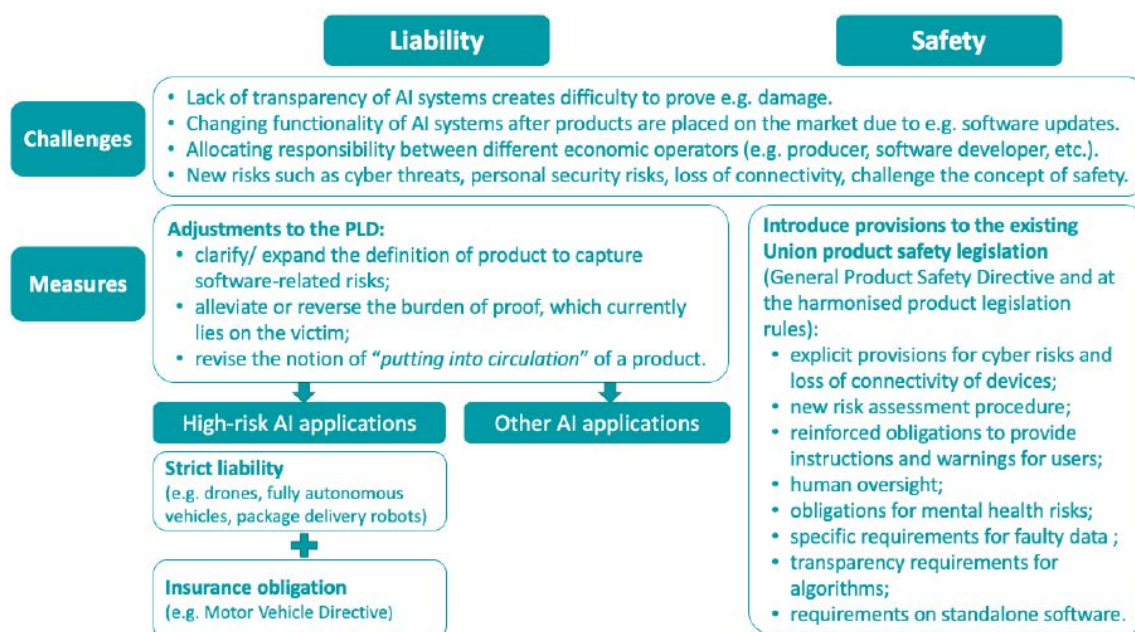 Liability
Safety
Challenges
• Lack of transparency of AI systems creates difficulty to prove e.g. damage.
• Changing functionality of AI systems after products are placed on the market due to e.g. software updates.
• Allocating responsibility between different economic operators (e.g. producer, software developer, etc.).
• New risks such as cyber threats, personal security risks, loss of connectivity, challenge the concept of safety.
Measures
Adjustments to the PLD:
• clarify/ expand the definition of product to capture
software-related risks;
• alleviate or reverse the burden of proof, which currently
lies on the victim;
• revise the notion of “putting into circulation” of a product.
High-risk AI applications
Other AI applications
Strict liability
(e.g. drones, fully autonomous
vehicles, package delivery robots)
Insurance obligation
(e.g. Motor Vehicle Directive)
Introduce provisions to the existing
Union product safety legislation
(General Product Safety Directive and at
the harmonised product legislation
rules):
• explicit provisions for cyber risks and
loss of connectivity of devices;
• new risk assessment procedure;
• reinforced obligations to provide
instructions and warnings for users;
• human oversight;
• obligations for mental health risks;
• specific requirements for faulty data ;
• transparency requirements for
algorithms;
• requirements on standalone software.